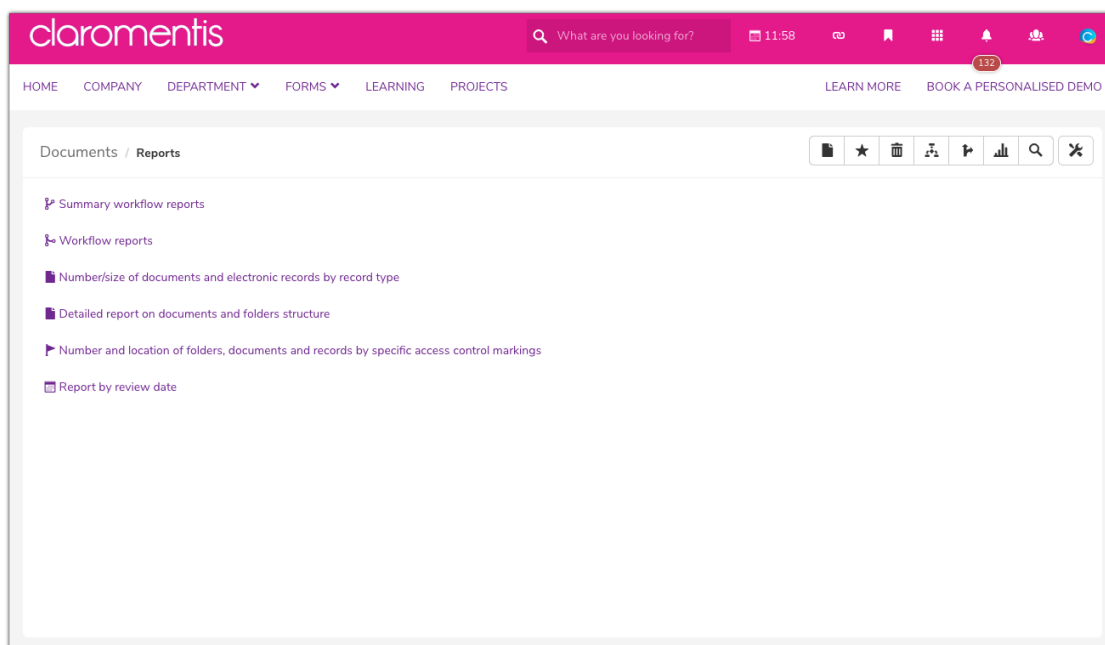 claromentis
What are you looking for?
11:58
132
HOME COMPANY DEPARTMENT FORMS LEARNING PROJECTS LEARN MORE BOOK A PERSONALISED DEMO
Documents / Reports
Summary workflow reports
Workflow reports
Number/size of documents and electronic records by record type
Detailed report on documents and folders structure
Number and location of folders, documents and records by specific access control markings
Report by review date